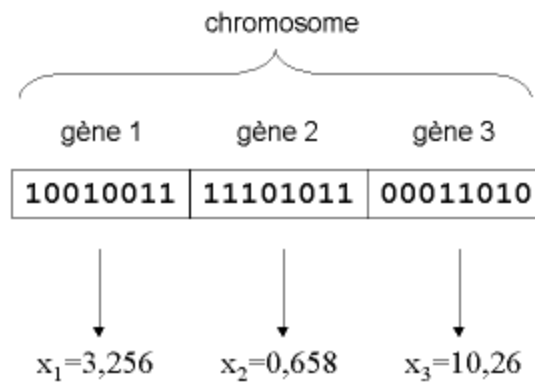 chromosome
gène 1 gène 2 gène 3
10010011 11101011 00011010
x₁=3,256 x₂=0,658 x₃=10,26